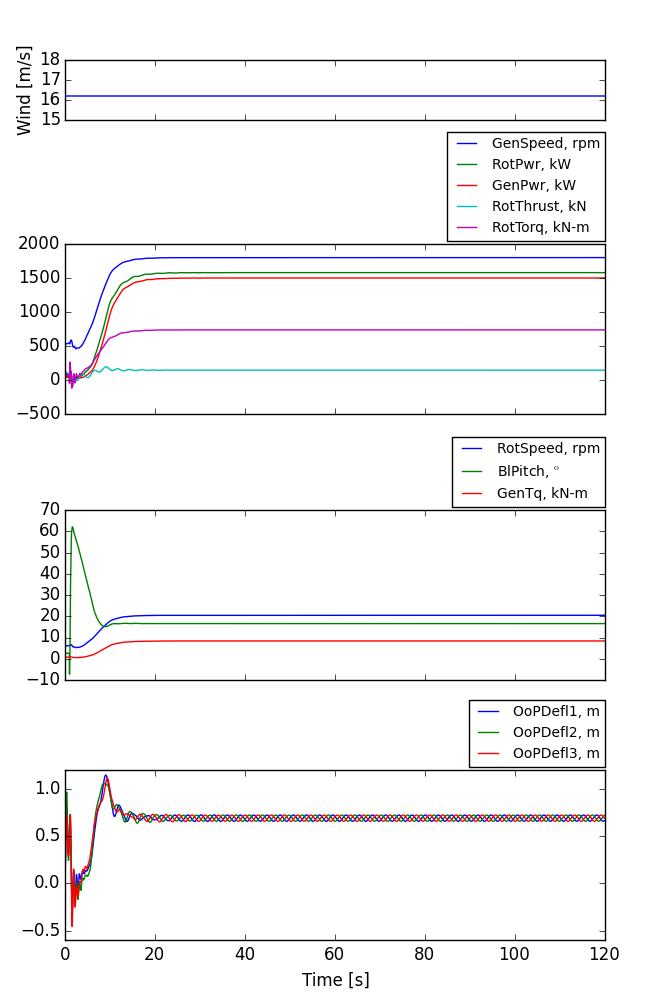 Wind [m/s]
18
17
16
15
GenSpeed, rpm
RotPwr, kW
GenPwr, kW
RotThrust, kN
RotTorq, kN-m
2000
1500
1000
500
0
−500
RotSpeed, rpm
BlPitch, °
GenTq, kN-m
70
60
50
40
30
20
10
0
−10
OoPDefl1, m
OoPDefl2, m
OoPDefl3, m
1.0
0.5
0.0
−0.5
0 20 40 60 80 100 120
Time [s]